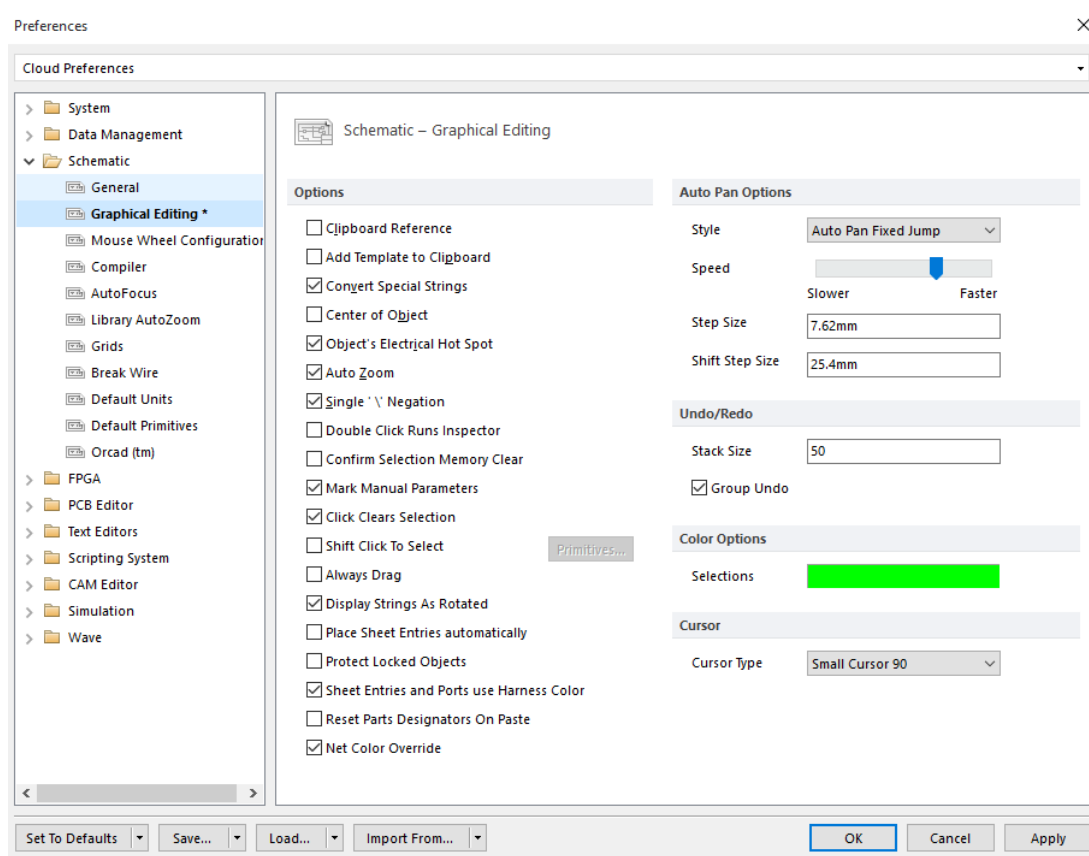 Preferences
Cloud Preferences
System
Data Management
Schematic
General
Graphical Editing *
Mouse Wheel Configuration
Compiler
AutoFocus
Library AutoZoom
Grids
Break Wire
Default Units
Default Primitives
Orcad (tm)
FPGA
PCB Editor
Text Editors
Scripting System
CAM Editor
Simulation
Wave
Schematic – Graphical Editing
Options
Clipboard Reference
Add Template to Clipboard
Convert Special Strings
Center of Object
Object's Electrical Hot Spot
Auto Zoom
Single '\' Negation
Double Click Runs Inspector
Confirm Selection Memory Clear
Mark Manual Parameters
Click Clears Selection
Shift Click To Select
Primitives...
Always Drag
Display Strings As Rotated
Place Sheet Entries automatically
Protect Locked Objects
Sheet Entries and Ports use Harness Color
Reset Parts Designators On Paste
Net Color Override
Auto Pan Options
Style Auto Pan Fixed Jump
Speed
Slower Faster
Step Size 7.62mm
Shift Step Size 25.4mm
Undo/Redo
Stack Size 50
Group Undo
Color Options
Selections
Cursor
Cursor Type Small Cursor 90
Set To Defaults Save... Load... Import From... OK Cancel Apply